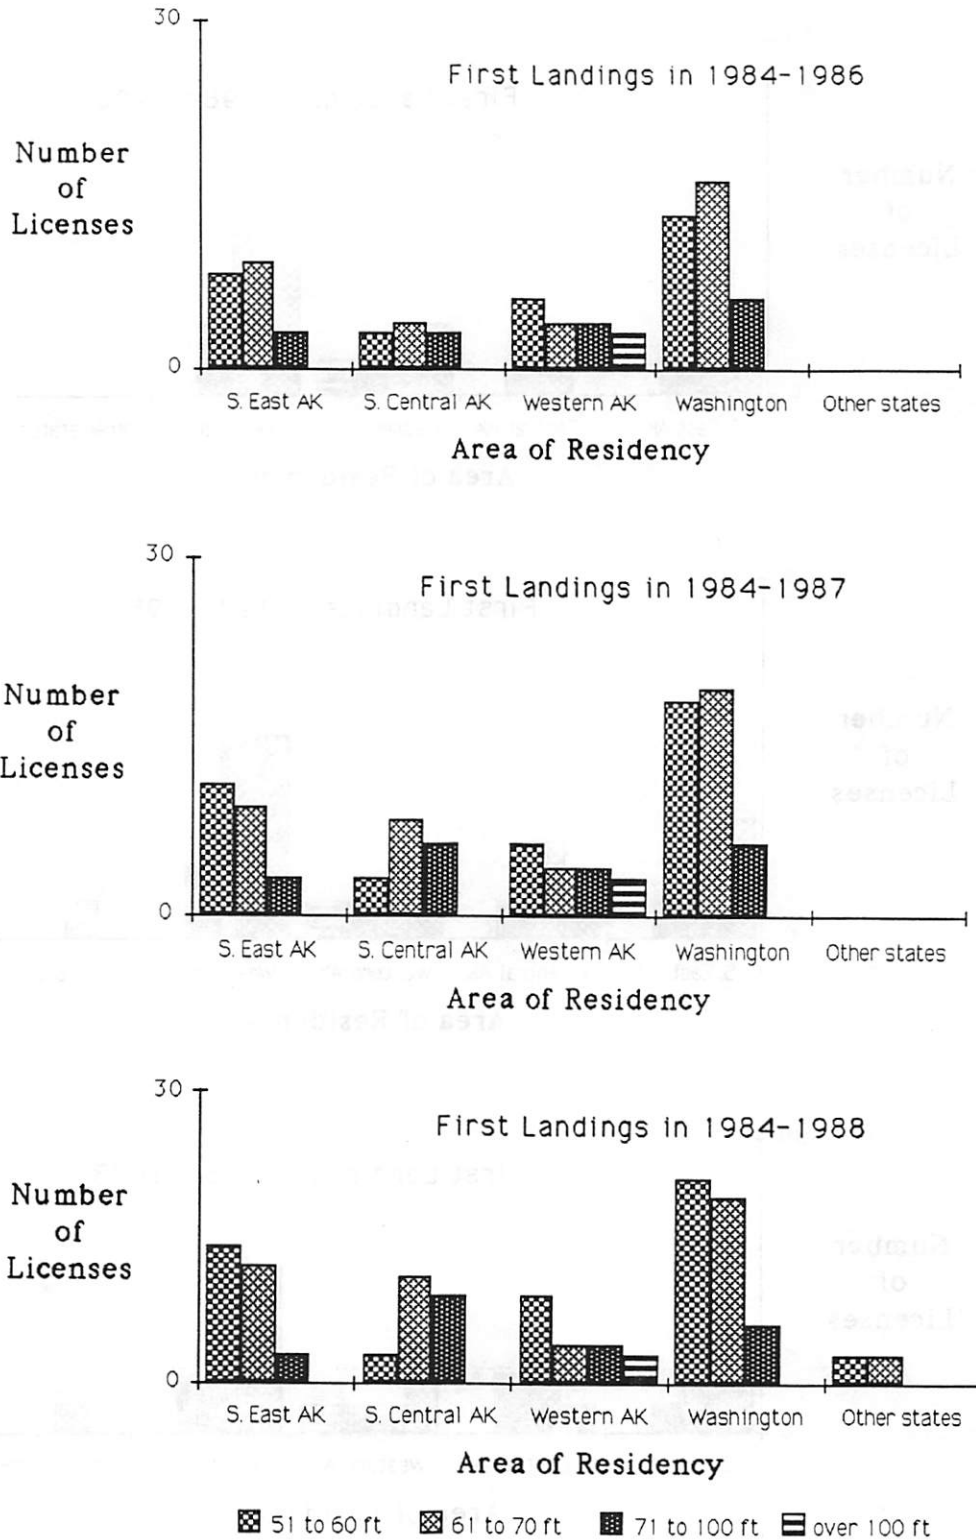 30
First Landings in 1984-1986
Number
of
Licenses
0
S. East AK S. Central AK Western AK Washington Other states
Area of Residency
30
First Landings in 1984-1987
Number
of
Licenses
0
S. East AK S. Central AK Western AK Washington Other states
Area of Residency
30
First Landings in 1984-1988
Number
of
Licenses
0
S. East AK S. Central AK Western AK Washington Other states
Area of Residency
51 to 60 ft 61 to 70 ft 71 to 100 ft over 100 ft